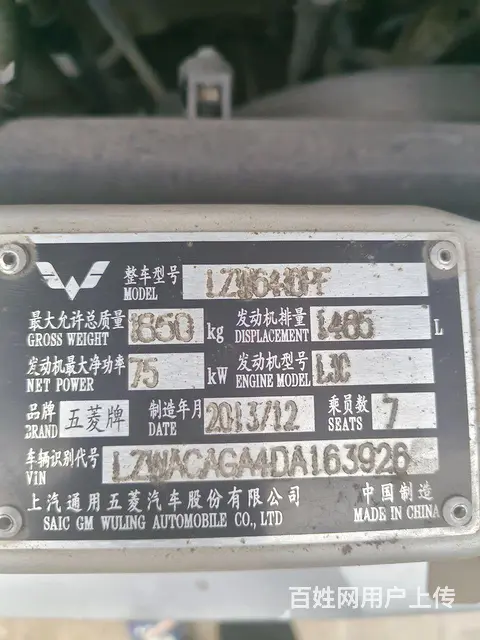 整车型号 LZW6440PF
MODEL
最大允许总质量 1850 kg 发动机排量 1.485 L
GROSS WEIGHT DISPLACEMENT
发动机最大净功率 75 kW 发动机型号 LJC
NET POWER ENGINE MODEL
品牌 五菱牌 制造年月 2013/12 乘员数 7
BRAND DATE SEATS
车辆识别代号 LZWACAGA4DA163926
VIN
上汽通用五菱汽车股份有限公司 中国制造
SAIC GM WULING AUTOMOBILE CO., LTD MADE IN CHINA
百姓网用户上传